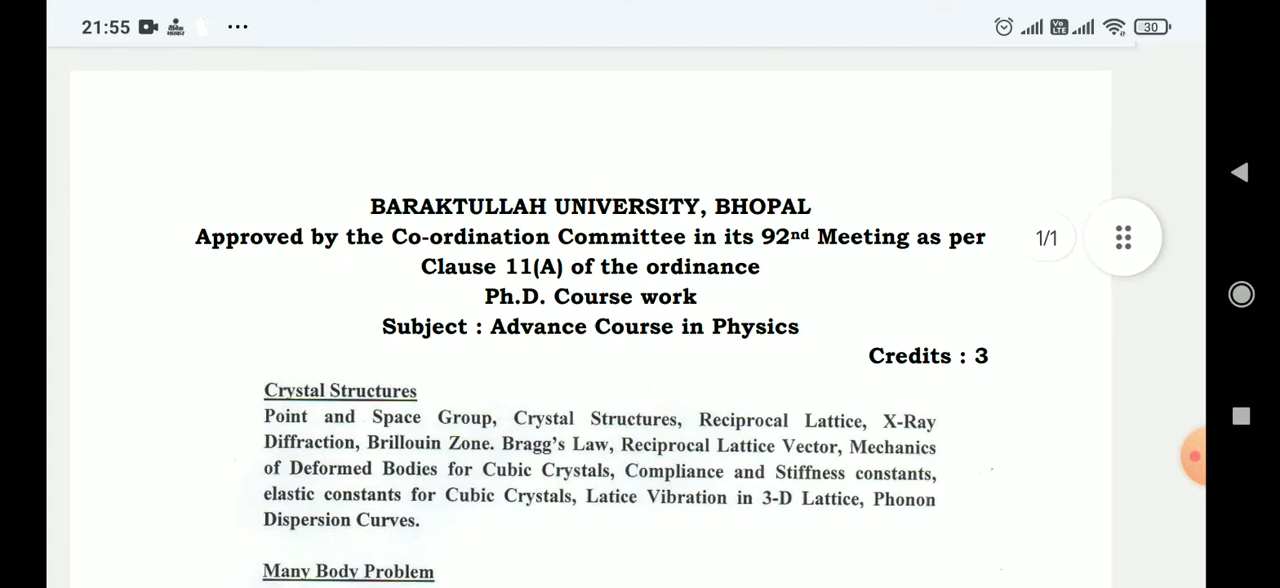 21:55
Vo LTE
30
BARAKTULLAH UNIVERSITY, BHOPAL
Approved by the Co-ordination Committee in its 92nd Meeting as per
1/1
Clause 11(A) of the ordinance
Ph.D. Course work
Subject : Advance Course in Physics
Credits : 3
Crystal Structures
Point and Space Group, Crystal Structures, Reciprocal Lattice, X-Ray
Diffraction, Brillouin Zone. Bragg's Law, Reciprocal Lattice Vector, Mechanics
of Deformed Bodies for Cubic Crystals, Compliance and Stiffness constants,
elastic constants for Cubic Crystals, Latice Vibration in 3-D Lattice, Phonon
Dispersion Curves.
Many Body Problem